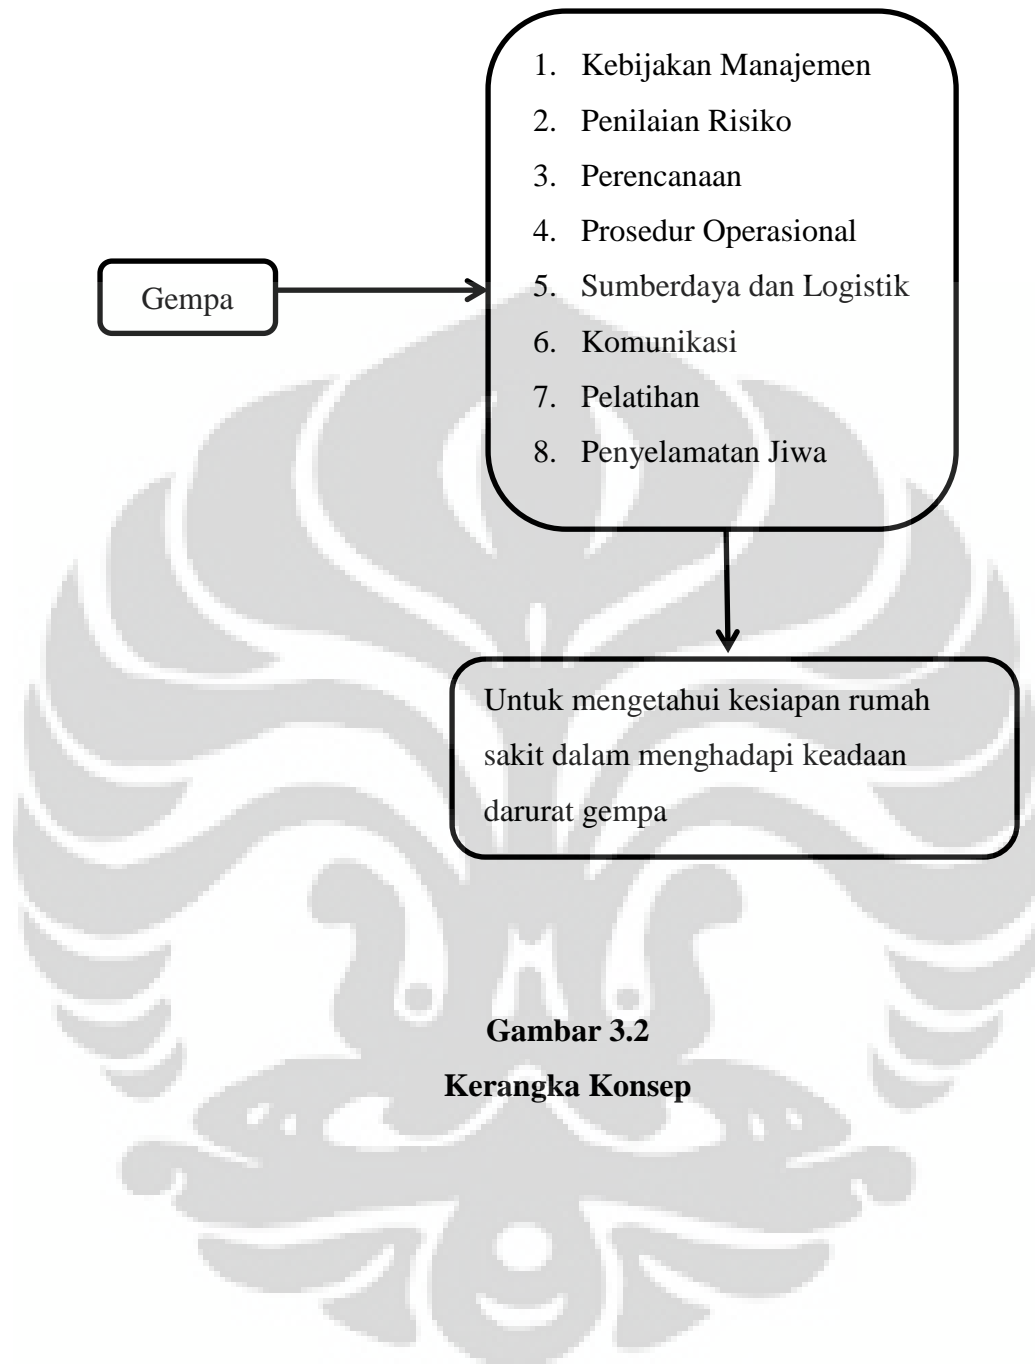 1. Kebijakan Manajemen
2. Penilaian Risiko
3. Perencanaan
4. Prosedur Operasional
Gempa
5. Sumberdaya dan Logistik
6. Komunikasi
7. Pelatihan
8. Penyelamatan Jiwa
Untuk mengetahui kesiapan rumah
sakit dalam menghadapi keadaan
darurat gempa
Gambar 3.2
Kerangka Konsep